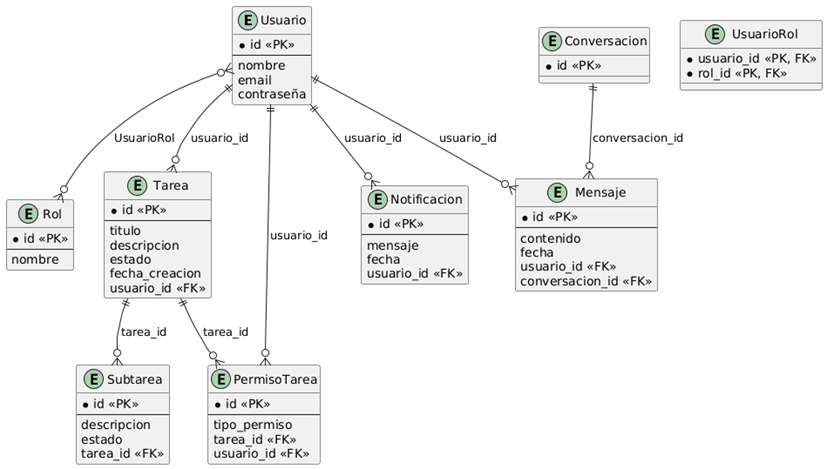 E Usuario
id «PK»
nombre
email
contraseña
E Conversacion
id «PK»
E UsuarioRol
usuario_id «PK, FK»
rol_id «PK, FK»
UsuarioRol
usuario_id
usuario_id
usuario_id
conversacion_id
E Rol
id «PK»
nombre
E Tarea
id «PK»
titulo
descripcion
estado
fecha_creacion
usuario_id «FK»
usuario_id
E Notificacion
id «PK»
mensaje
fecha
usuario_id «FK»
E Mensaje
id «PK»
contenido
fecha
usuario_id «FK»
conversacion_id «FK»
tarea_id
tarea_id
E Subtarea
id «PK»
descripcion
estado
tarea_id «FK»
E PermisoTarea
id «PK»
tipo_permiso
tarea_id «FK»
usuario_id «FK»